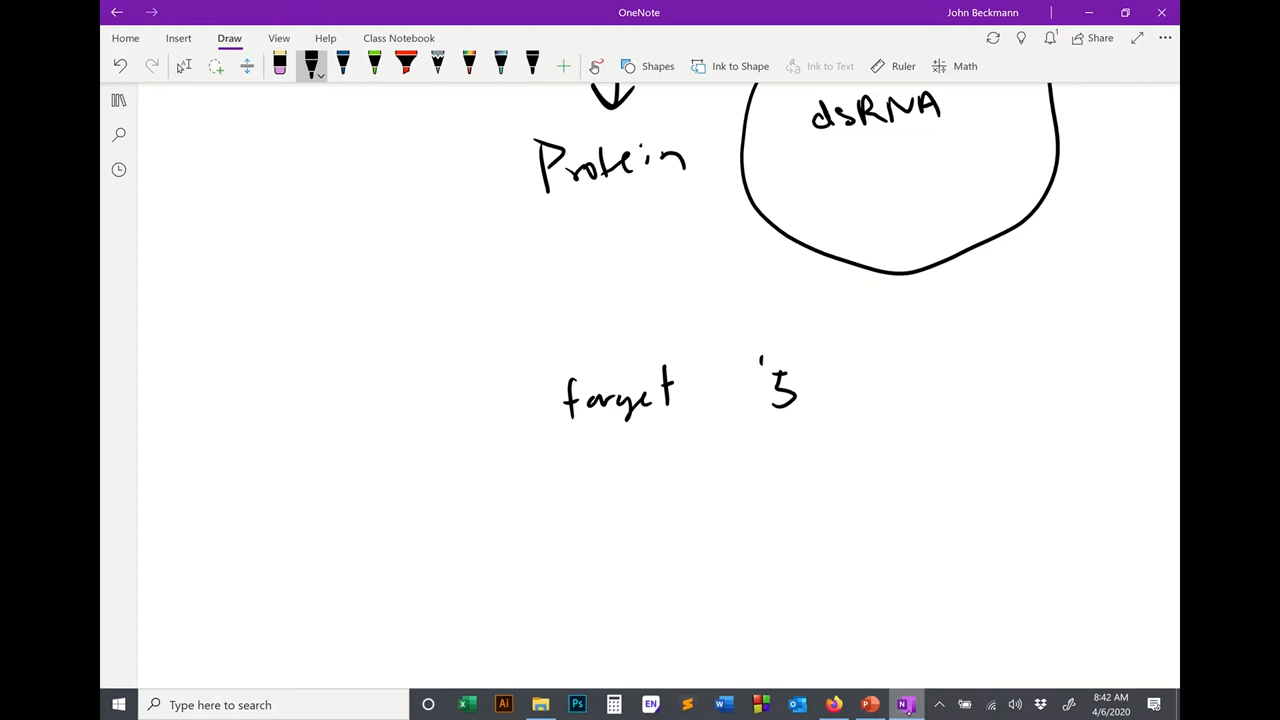 OneNote
John Beckmann
Home Insert Draw View Help Class Notebook
Share
Shapes Ink to Shape Ink to Text Ruler Math
dsRNA
Protein
target '5
Type here to search
EN
8:42 AM
4/6/2020